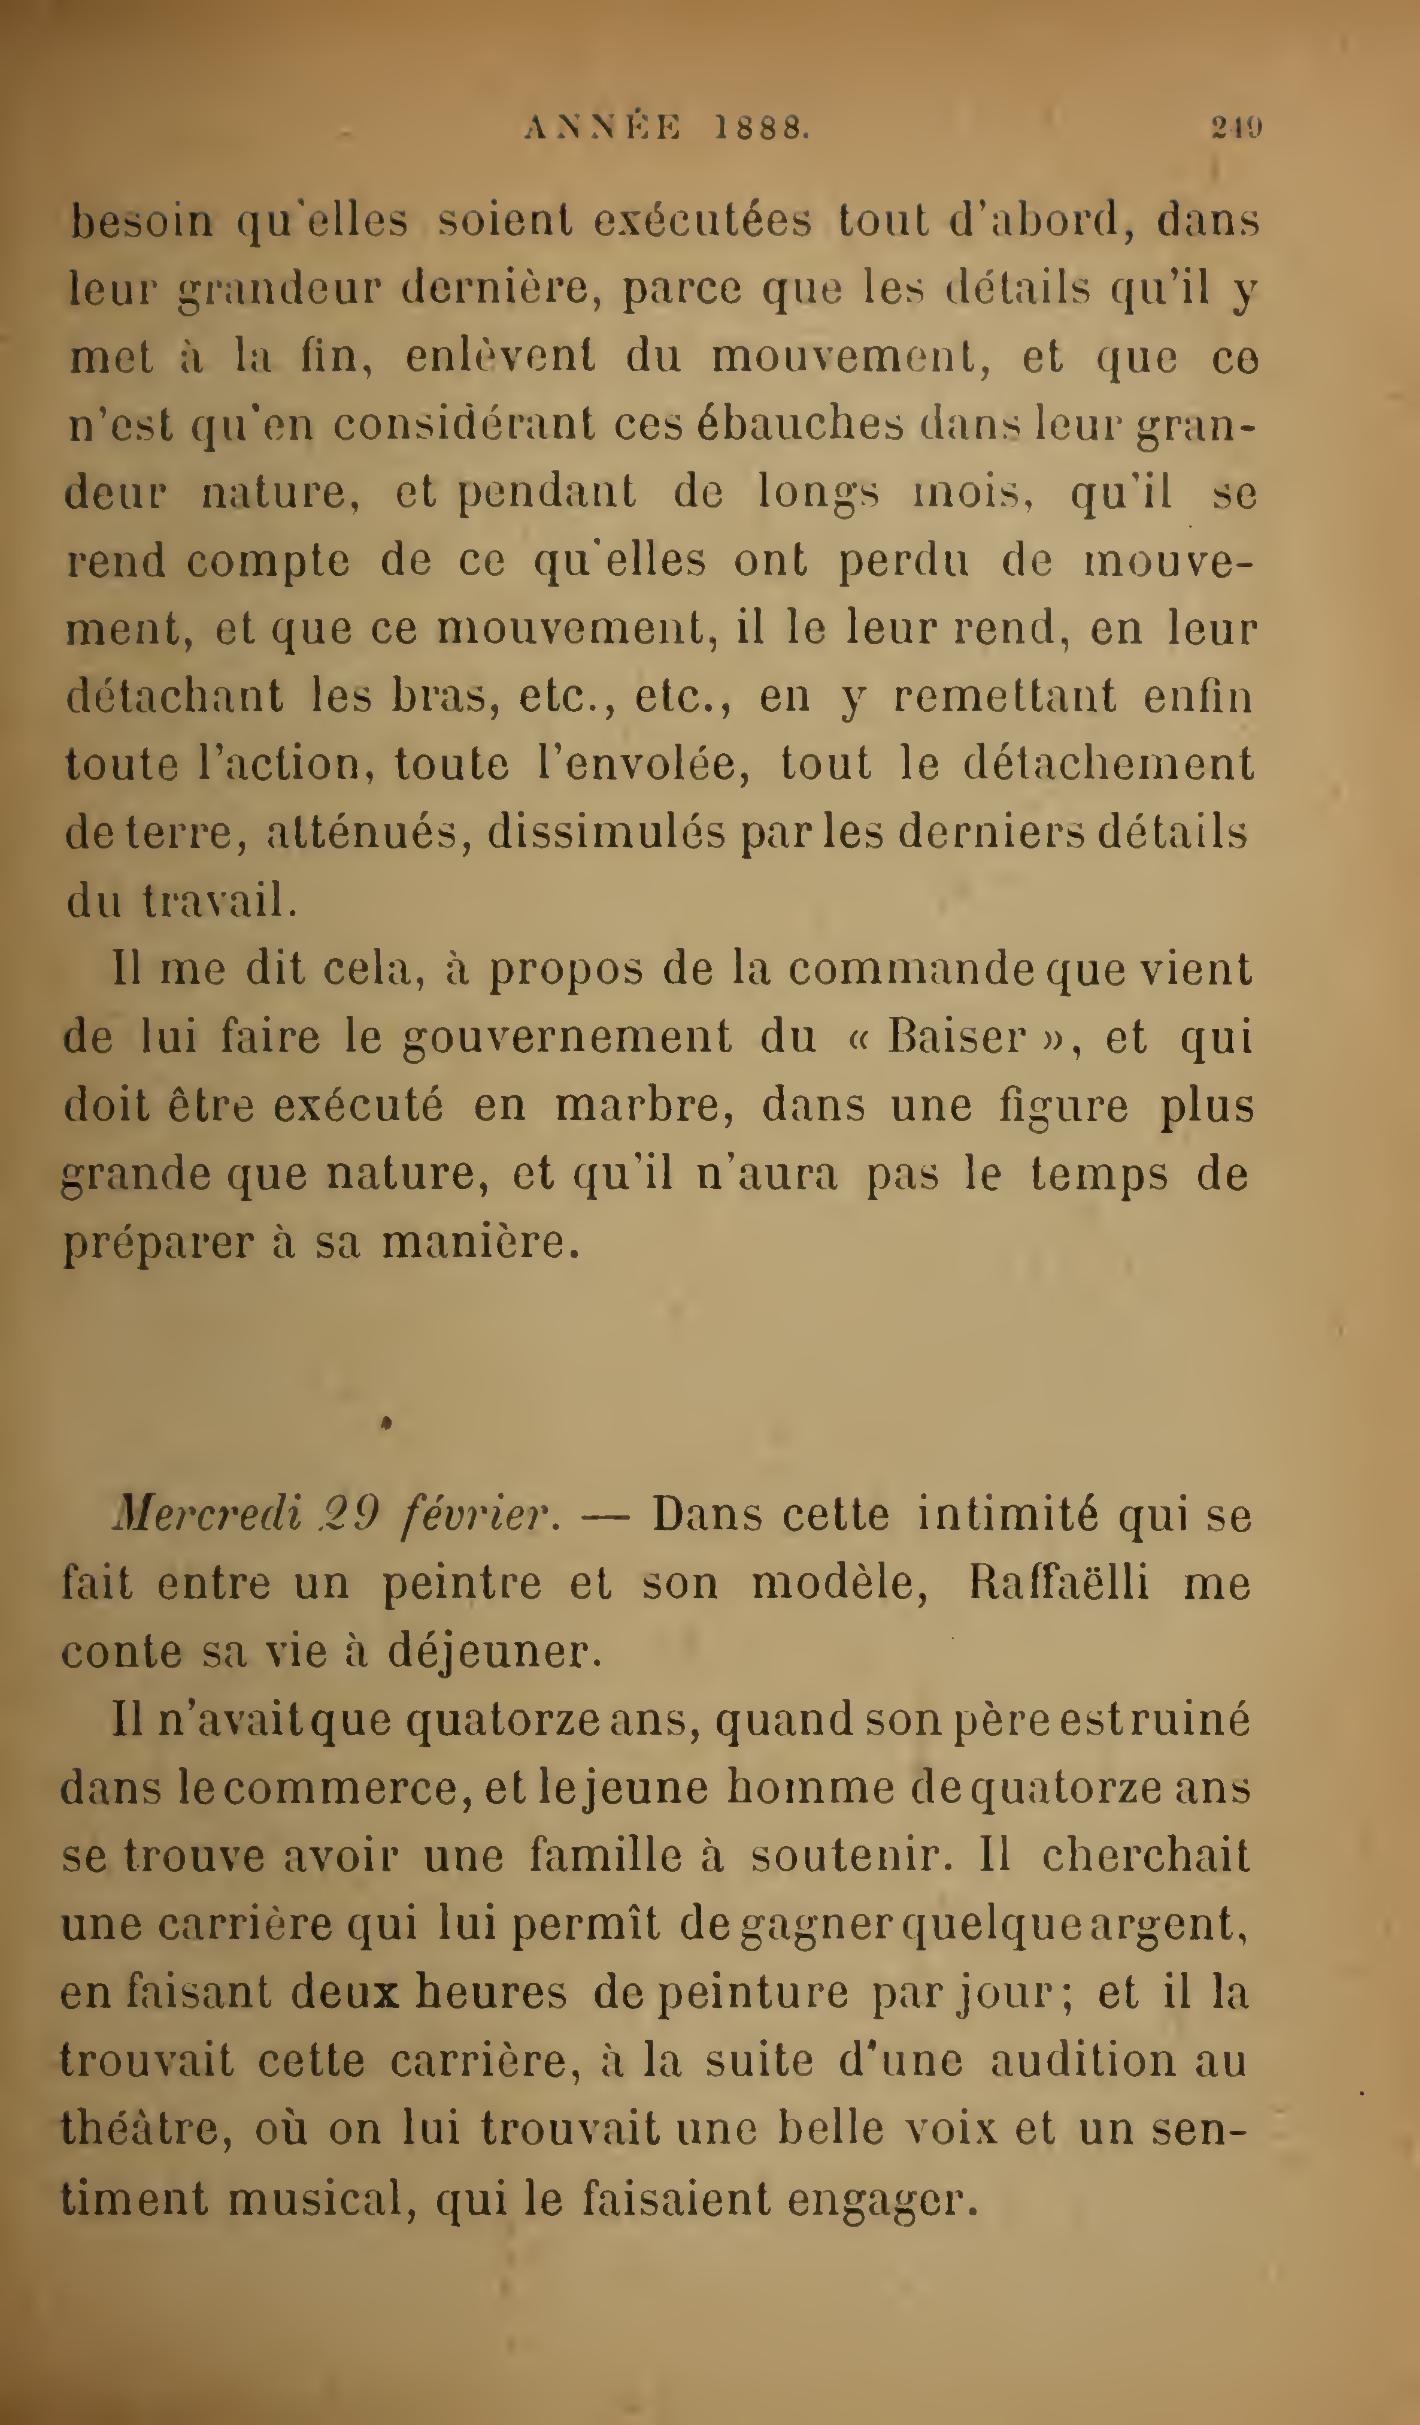 ANNÉE 1888. 249
besoin qu'elles soient exécutées tout d'abord, dans
leur grandeur dernière, parce que les détails qu'il y
met à la fin, enlèvent du mouvement, et que ce
n'est qu'en considérant ces ébauches dans leur gran-
deur nature, et pendant de longs mois, qu'il se
rend compte de ce qu'elles ont perdu de mouve-
ment, et que ce mouvement, il le leur rend, en leur
détachant les bras, etc., etc., en y remettant enfin
toute l'action, toute l'envolée, tout le détachement
de terre, atténués, dissimulés par les derniers détails
du travail.
Il me dit cela, à propos de la commande que vient
de lui faire le gouvernement du « Baiser », et qui
doit être exécuté en marbre, dans une figure plus
grande que nature, et qu'il n'aura pas le temps de
préparer à sa manière.
Mercredi 29 février. — Dans cette intimité qui se
fait entre un peintre et son modèle, Raffaëlli me
conte sa vie à déjeuner.
Il n'avait que quatorze ans, quand son père est ruiné
dans le commerce, et le jeune homme de quatorze ans
se trouve avoir une famille à soutenir. Il cherchait
une carrière qui lui permît de gagner quelque argent,
en faisant deux heures de peinture par jour; et il la
trouvait cette carrière, à la suite d'une audition au
théâtre, où on lui trouvait une belle voix et un sen-
timent musical, qui le faisaient engager.